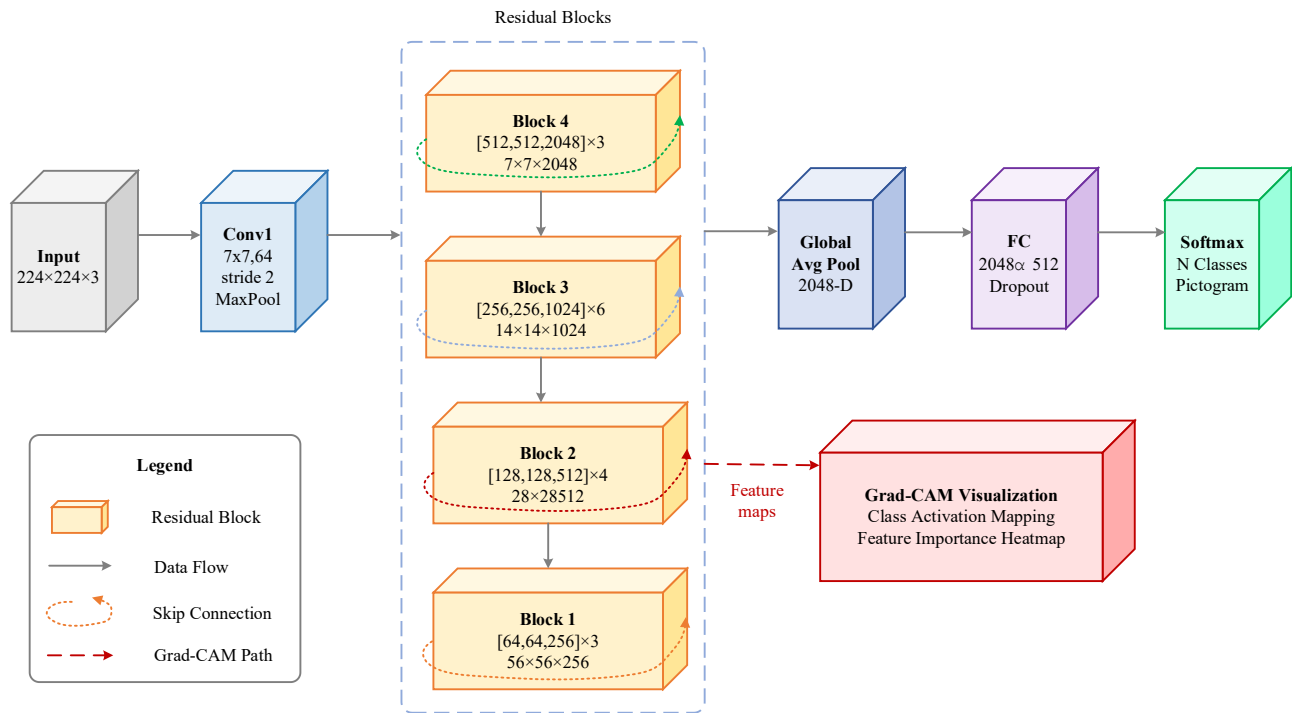 Residual Blocks
Block 4
[512,512,2048]×3
7×7×2048
Input
224×224×3
Conv1
7x7,64
stride 2
MaxPool
Block 3
[256,256,1024]×6
14×14×1024
Global
Avg Pool
2048-D
FC
2048α 512
Dropout
Softmax
N Classes
Pictogram
Block 2
[128,128,512]×4
28×28512
Feature
maps
Grad-CAM Visualization
Class Activation Mapping
Feature Importance Heatmap
Block 1
[64,64,256]×3
56×56×256
Legend
Residual Block
Data Flow
Skip Connection
Grad-CAM Path